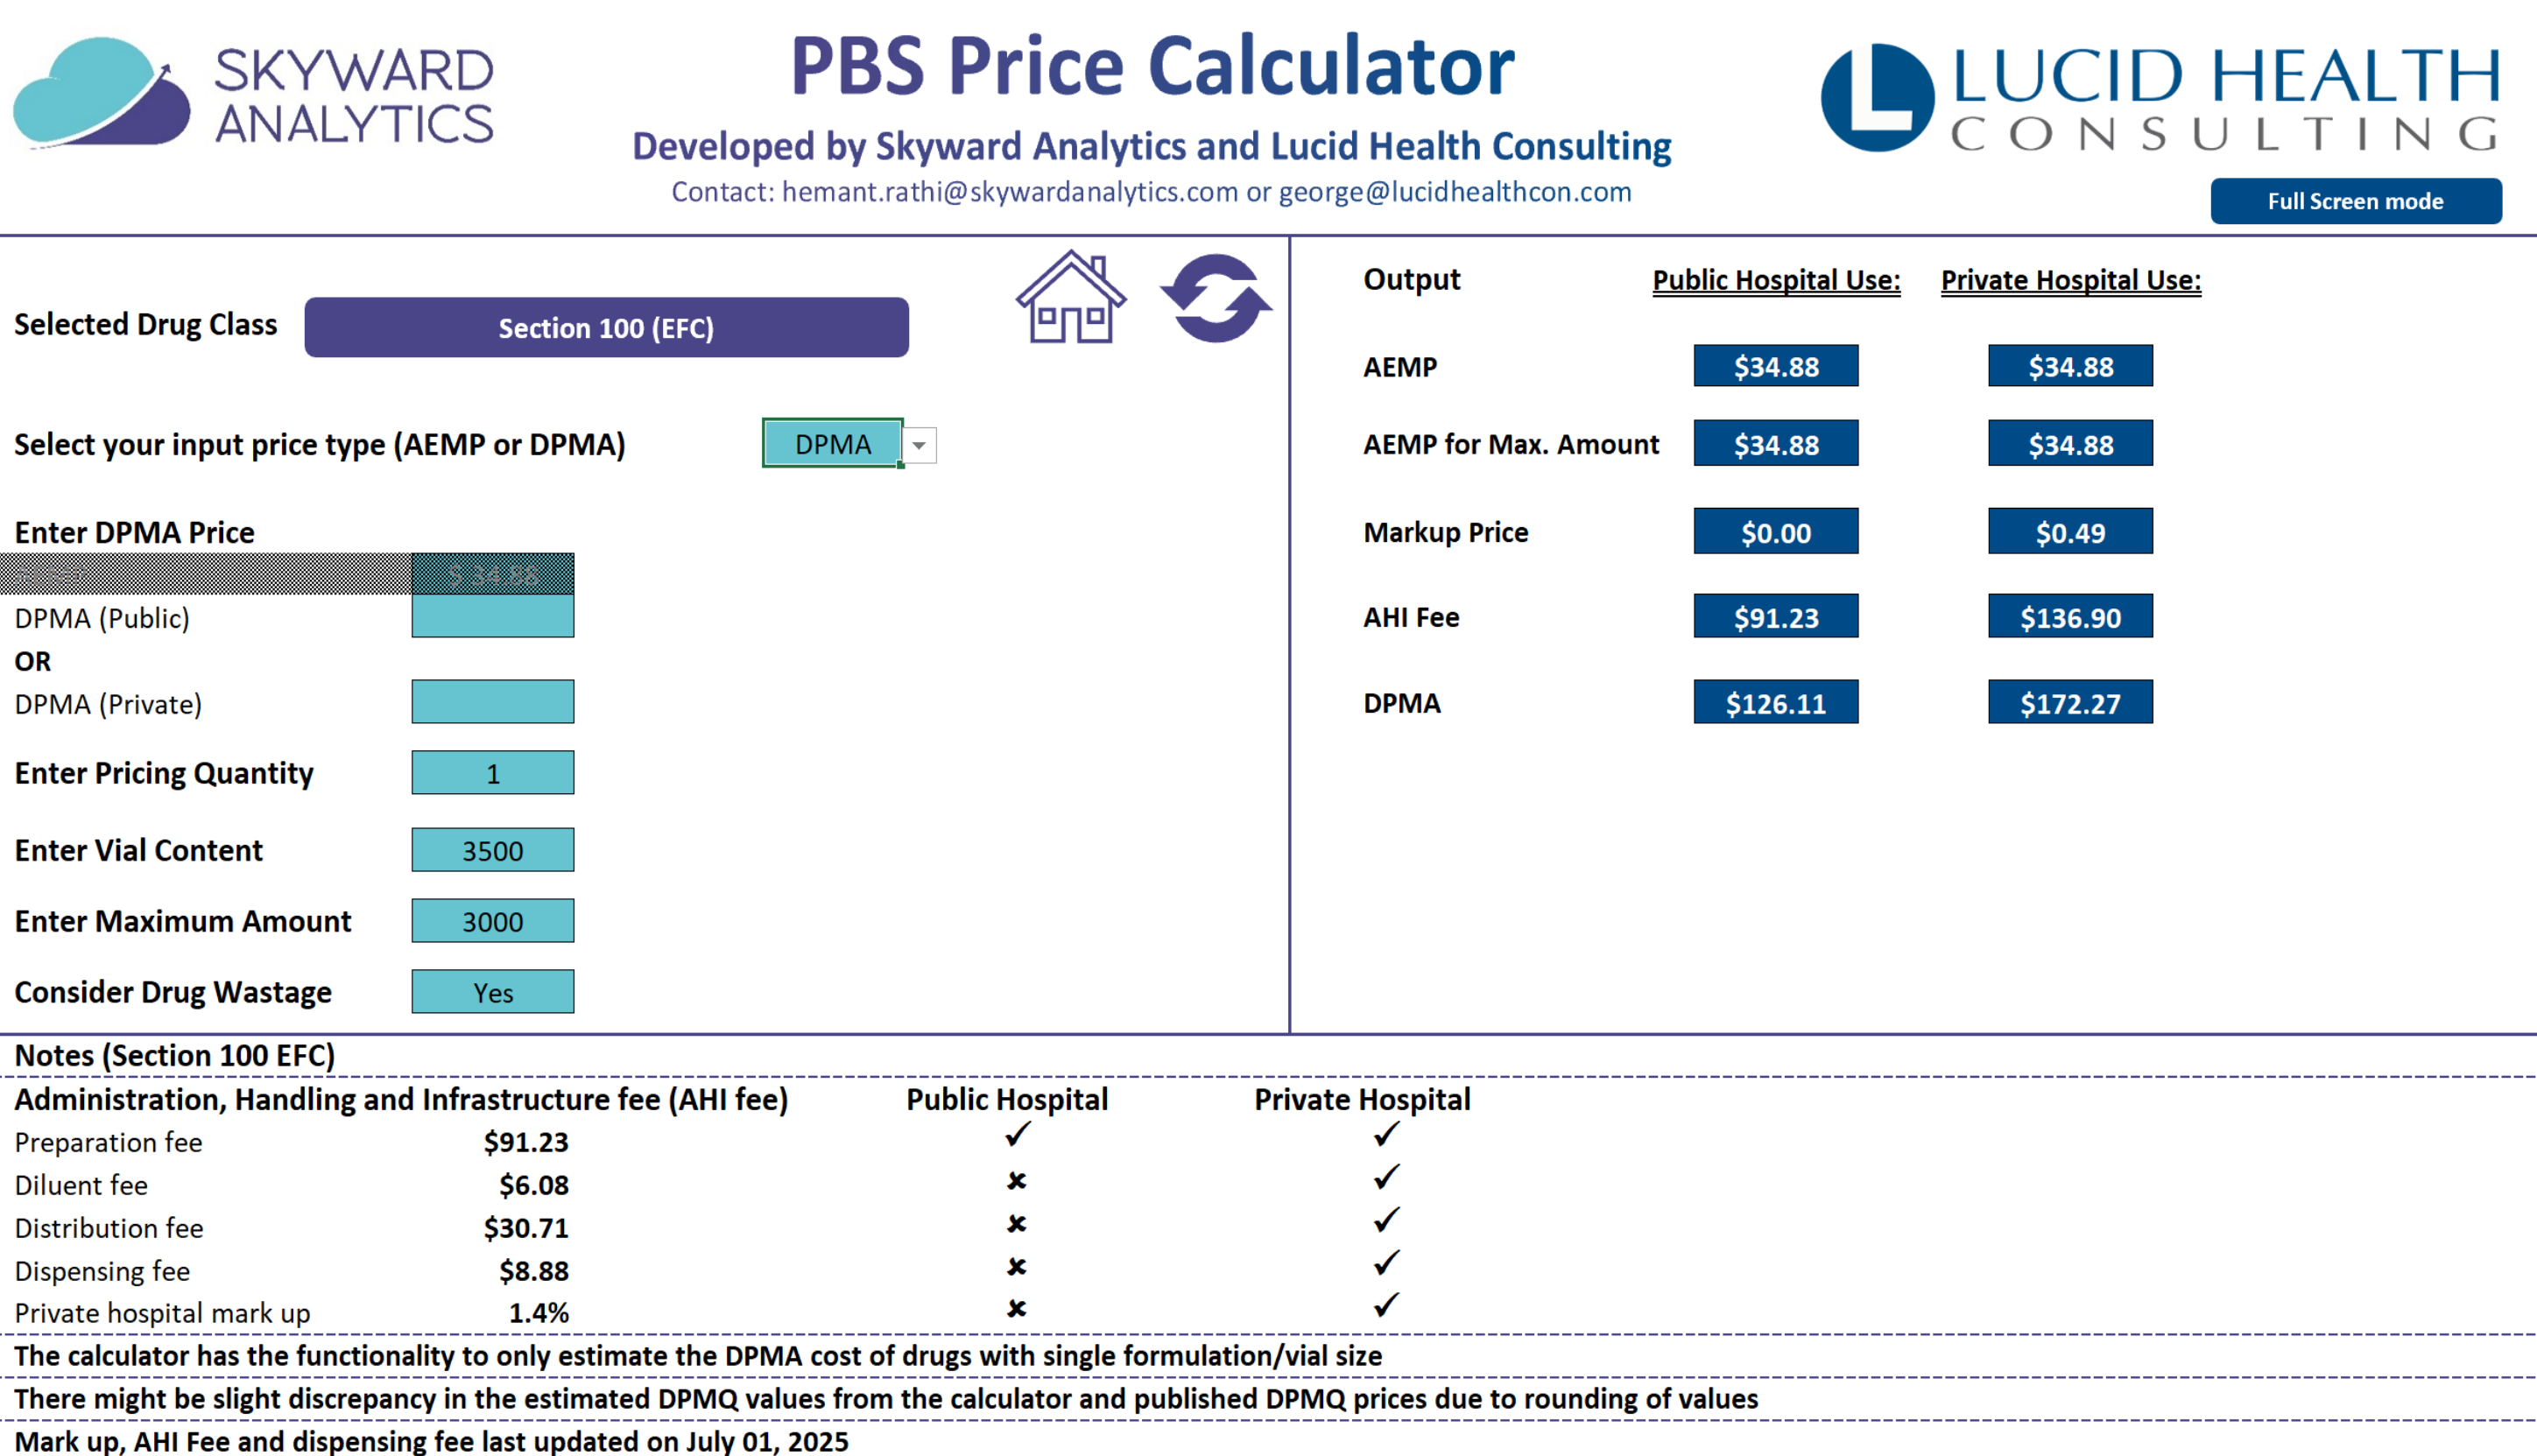 SKYWARD
ANALYTICS
PBS Price Calculator
Developed by Skyward Analytics and Lucid Health Consulting
Contact: hemant.rathi@skywardanalytics.com or george@lucidhealthcon.com
LUCID HEALTH
CONSULTING
Full Screen mode
Selected Drug Class
Section 100 (EFC)
Select your input price type (AEMP or DPMA)
DPMA
Enter DPMA Price
$ 34.88
DPMA (Public)
OR
DPMA (Private)
Enter Pricing Quantity 1
Enter Vial Content 3500
Enter Maximum Amount 3000
Consider Drug Wastage Yes
Output Public Hospital Use: Private Hospital Use:
AEMP $34.88 $34.88
AEMP for Max. Amount $34.88 $34.88
Markup Price $0.00 $0.49
AHI Fee $91.23 $136.90
DPMA $126.11 $172.27
Notes (Section 100 EFC)
Administration, Handling and Infrastructure fee (AHI fee) Public Hospital Private Hospital
Preparation fee $91.23 ✓ ✓
Diluent fee $6.08 ✘ ✓
Distribution fee $30.71 ✘ ✓
Dispensing fee $8.88 ✘ ✓
Private hospital mark up 1.4% ✘ ✓
The calculator has the functionality to only estimate the DPMA cost of drugs with single formulation/vial size
There might be slight discrepancy in the estimated DPMQ values from the calculator and published DPMQ prices due to rounding of values
Mark up, AHI Fee and dispensing fee last updated on July 01, 2025